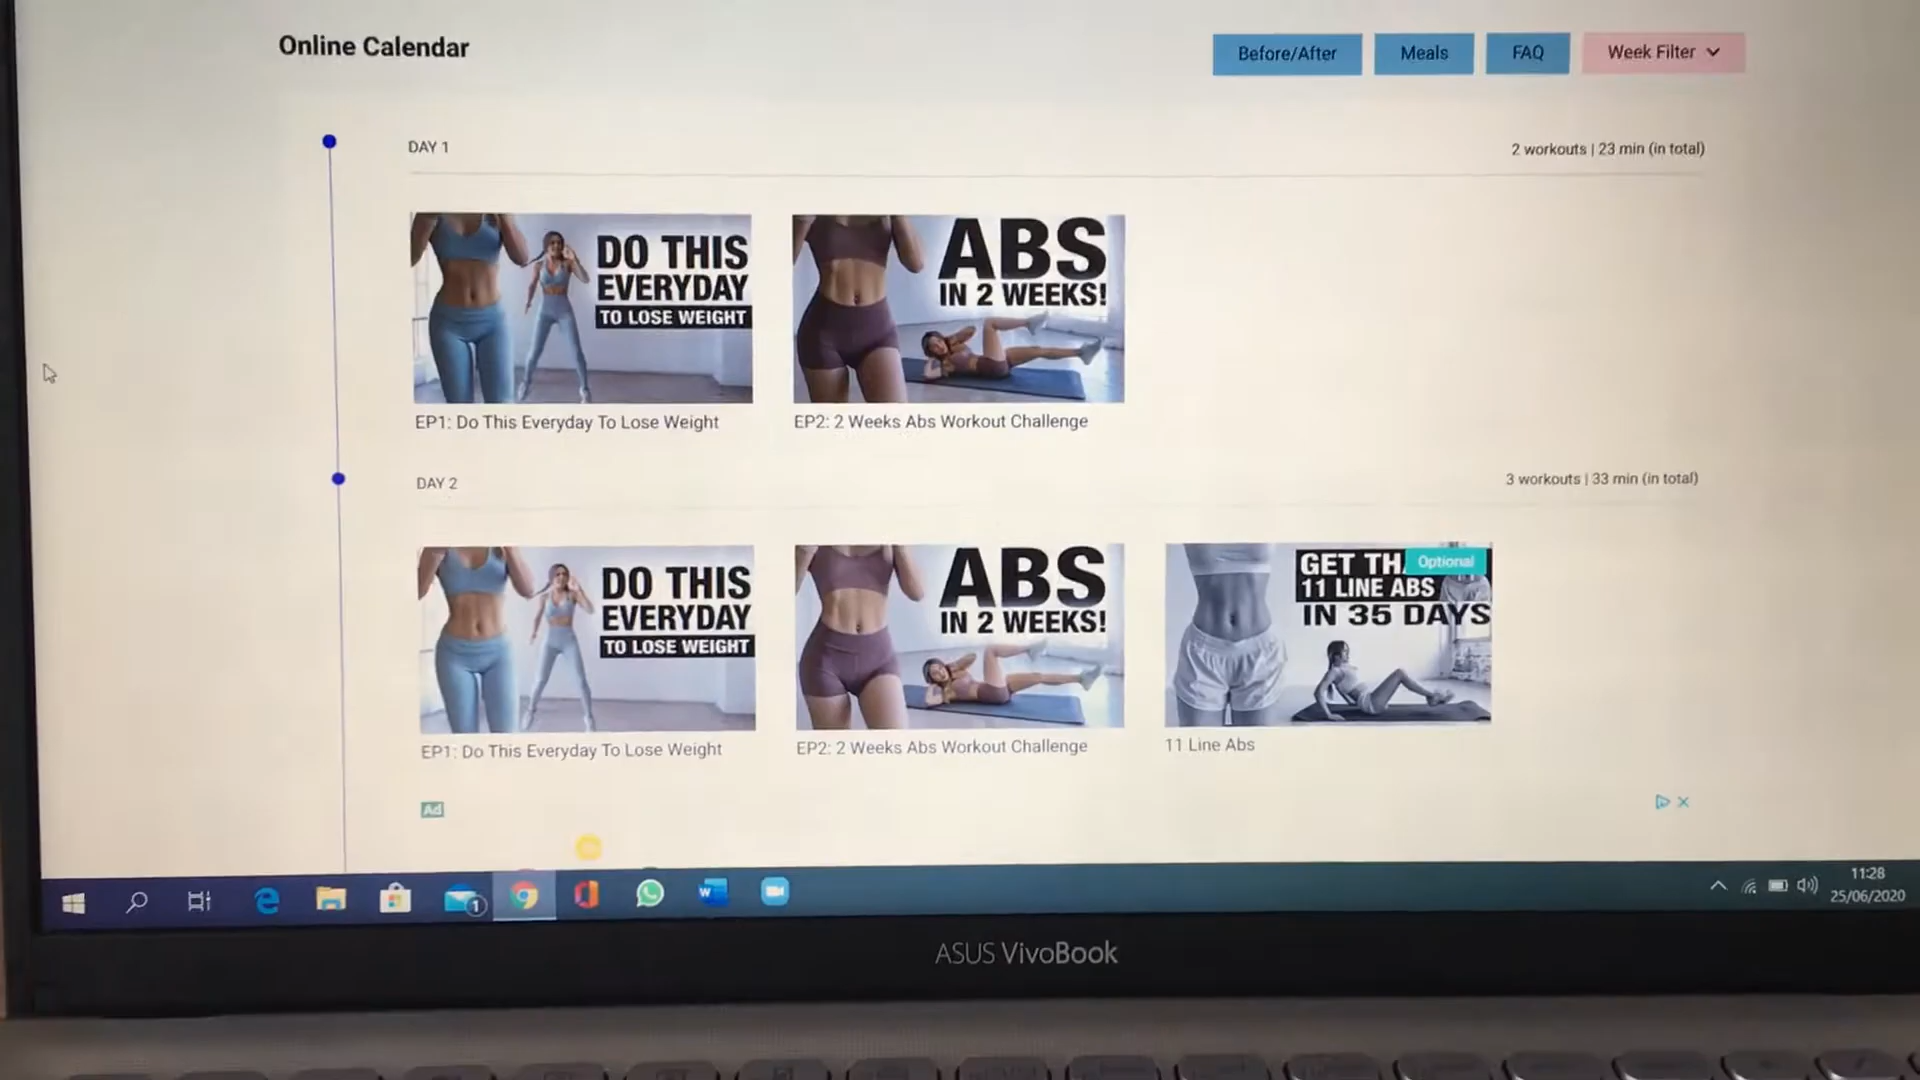 Online Calendar
Before/After
Meals
FAQ
Week Filter
DAY 1
2 workouts | 23 min (in total)
DO THIS
EVERYDAY
TO LOSE WEIGHT
ABS
IN 2 WEEKS!
EP1: Do This Everyday To Lose Weight
EP2: 2 Weeks Abs Workout Challenge
DAY 2
3 workouts | 33 min (in total)
DO THIS
EVERYDAY
TO LOSE WEIGHT
ABS
IN 2 WEEKS!
GET TH
Optional
11 LINE ABS
IN 35 DAYS
EP1: Do This Everyday To Lose Weight
EP2: 2 Weeks Abs Workout Challenge
11 Line Abs
Ad
1
W
11:28
25/06/2020
ASUS VivoBook